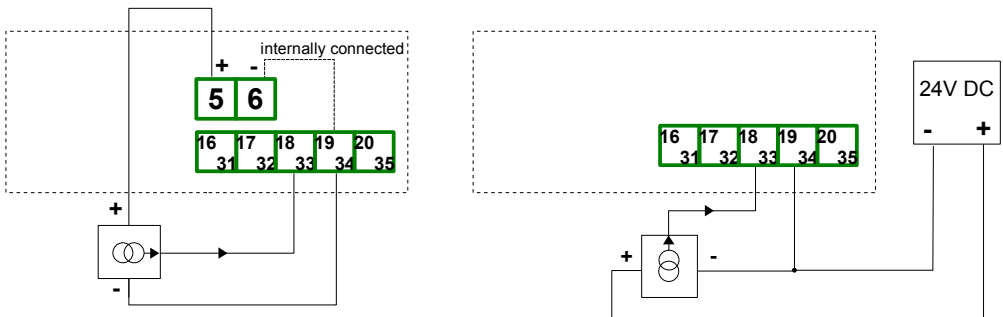 internally connected
+ -
5 6
16 17 18 19 20
31 32 33 34 35
+
-
24V DC
- +
16 17 18 19 20
31 32 33 34 35
+ -